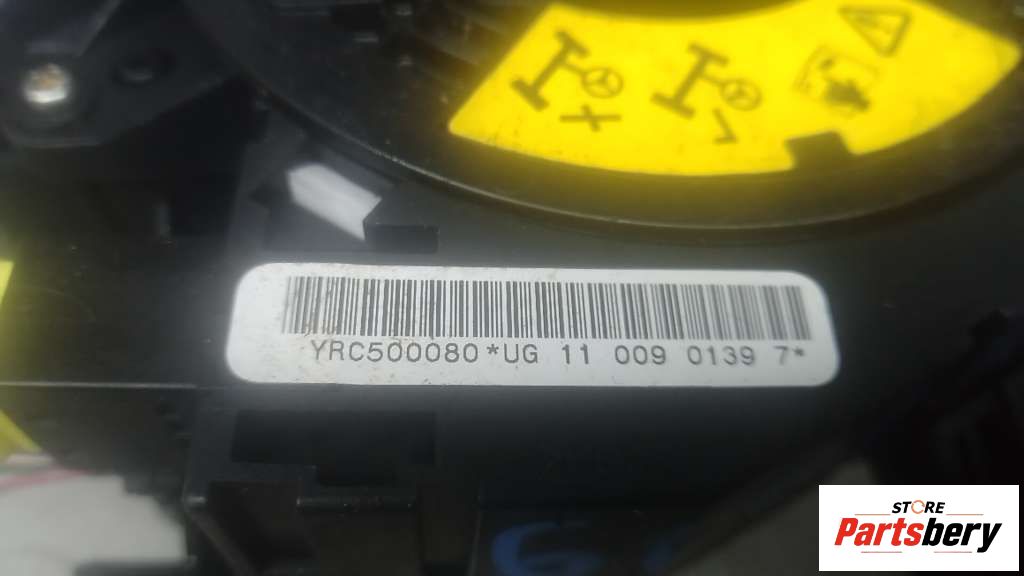 YRC500080*UG 11 009 0139 7*
STORE
Partsbery